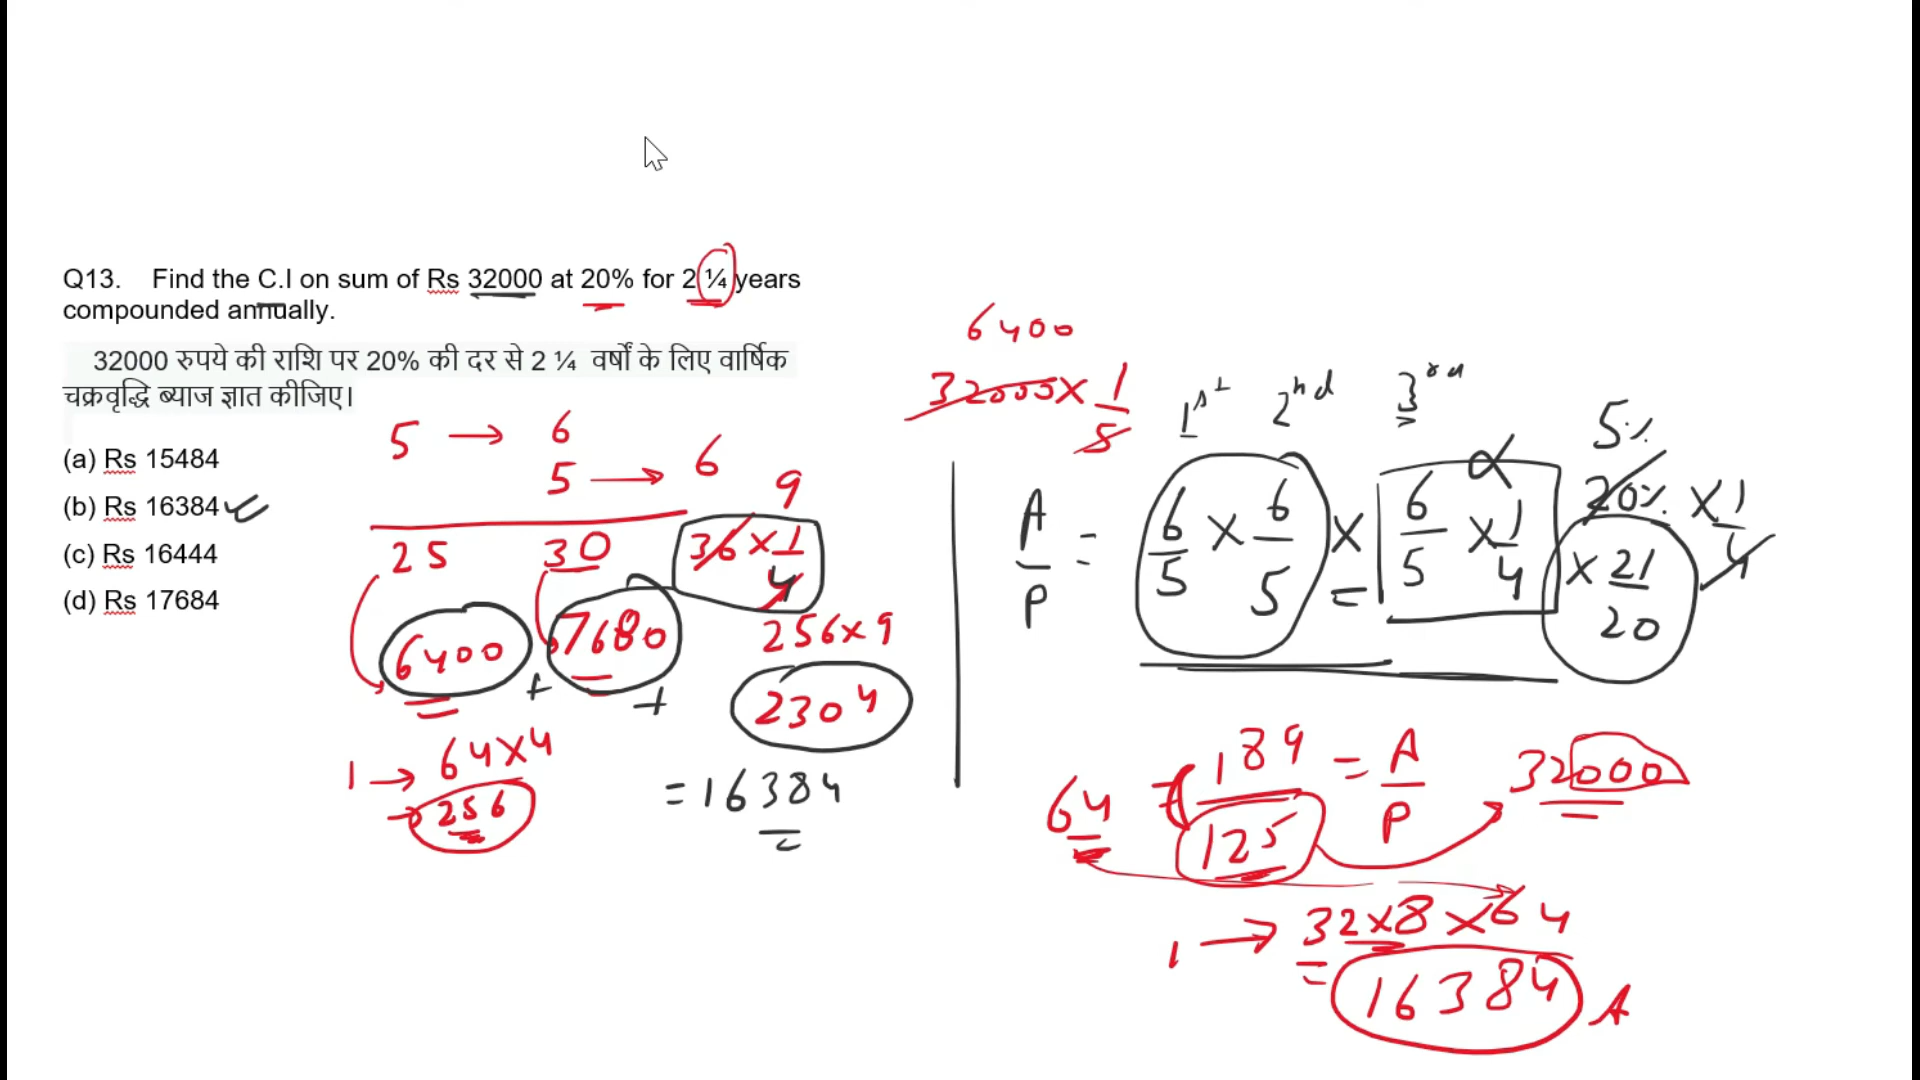 Q13. Find the C.I on sum of Rs 32000 at 20% for 2 ¼ years
compounded annually.
32000 रुपये की राशि पर 20% की दर से 2 ¼ वर्षों के लिए वार्षिक
चक्रवृद्धि ब्याज ज्ञात कीजिए।
(a) Rs 15484
(b) Rs 16384
(c) Rs 16444
(d) Rs 17684
5 → 6
5 → 6
9
25 30 36 × 1/4
6400 + 7680 +
256×9
2304
1 → 64×4
→ 256
= 16384
6400
32000 × 1/5
1st 2nd 3rd
5%
20% × 1/4
A/P = 6/5 × 6/5 × 6/5 × 1/4 × 21/20
64 189/125 = A/P 32000
1 → 32×8×64
= 16384 A